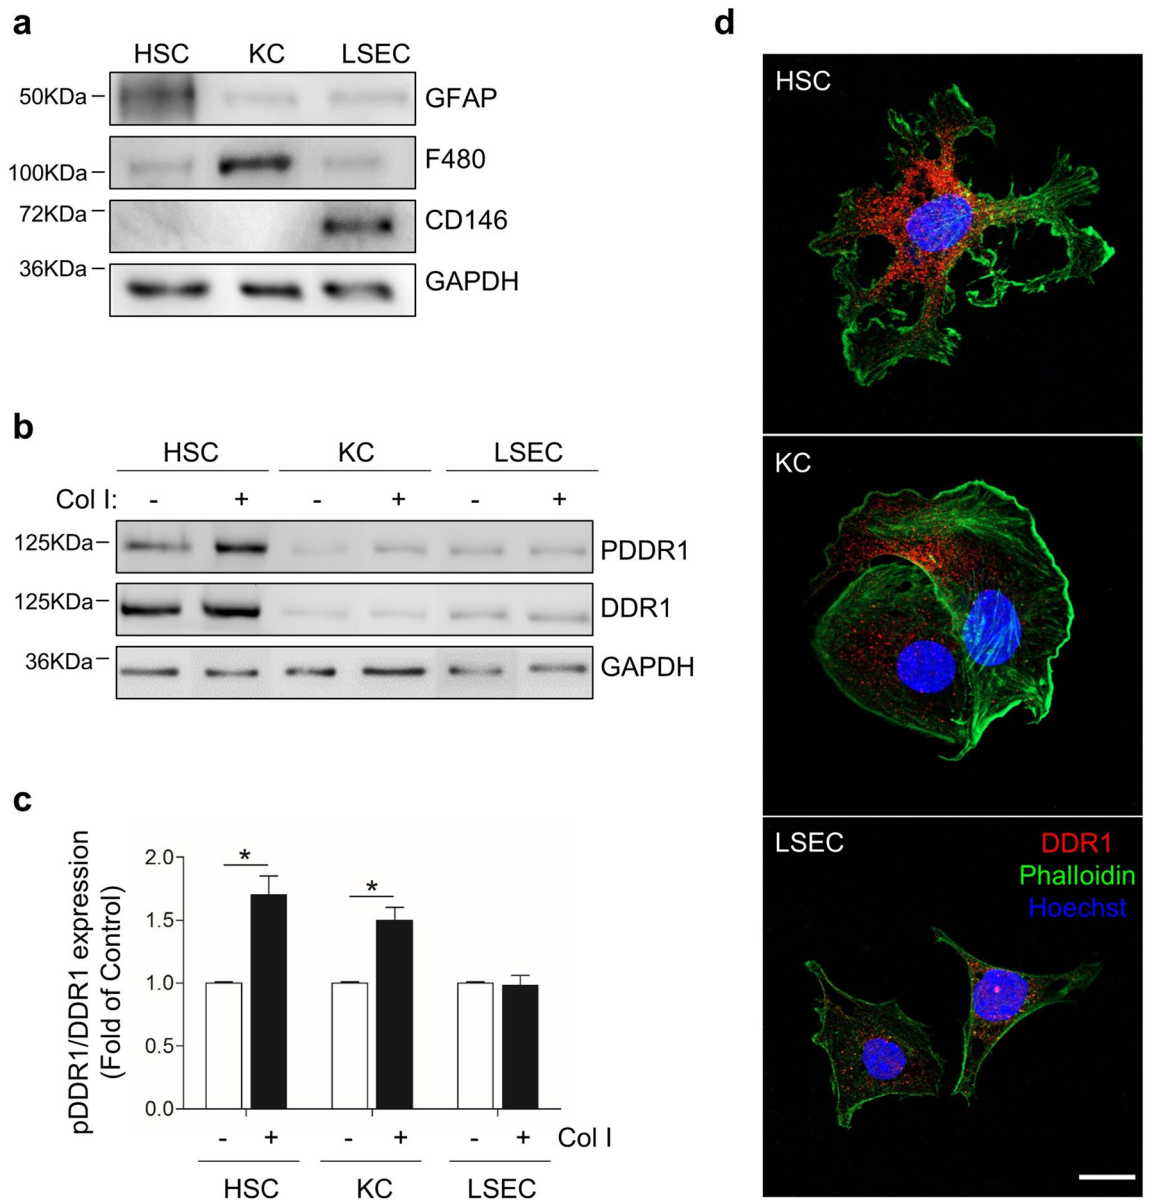 a
HSC KC LSEC
50KDa GFAP
100KDa F480
72KDa CD146
36KDa GAPDH
b
HSC KC LSEC
Col I: - + - + - +
125KDa PDDR1
125KDa DDR1
36KDa GAPDH
c
pDDR1/DDR1 expression
(Fold of Control)
2.0
1.5
1.0
0.5
0.0
* *
- + - + - + Col I
HSC KC LSEC
d
HSC
KC
LSEC
DDR1
Phalloidin
Hoechst